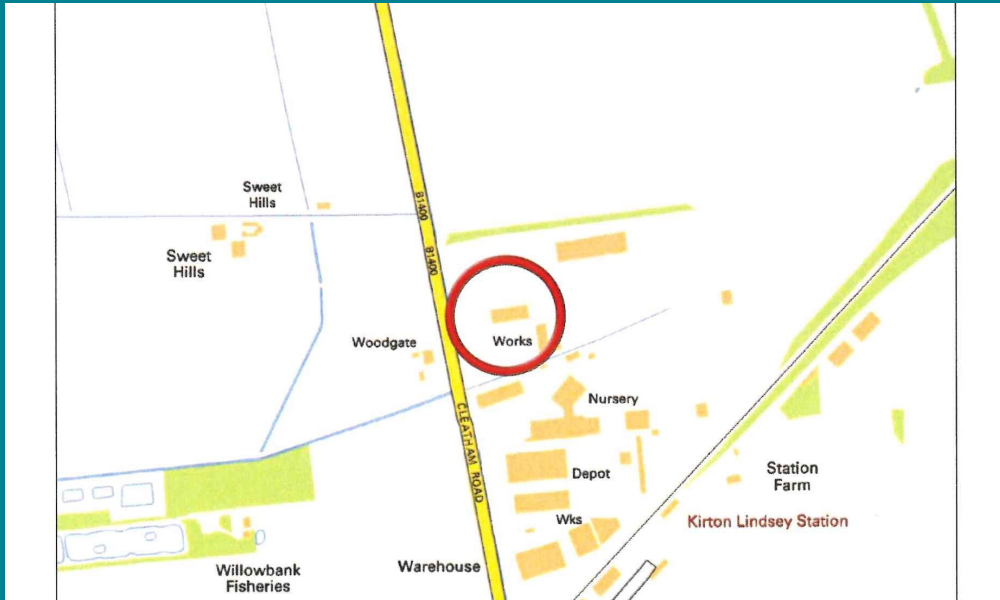 Sweet
Hills
B1400
Sweet
Hills
B1400
Woodgate
Works
Nursery
CLEATHAM ROAD
Depot
Station
Farm
Wks
Kirton Lindsey Station
Warehouse
Willowbank
Fisheries